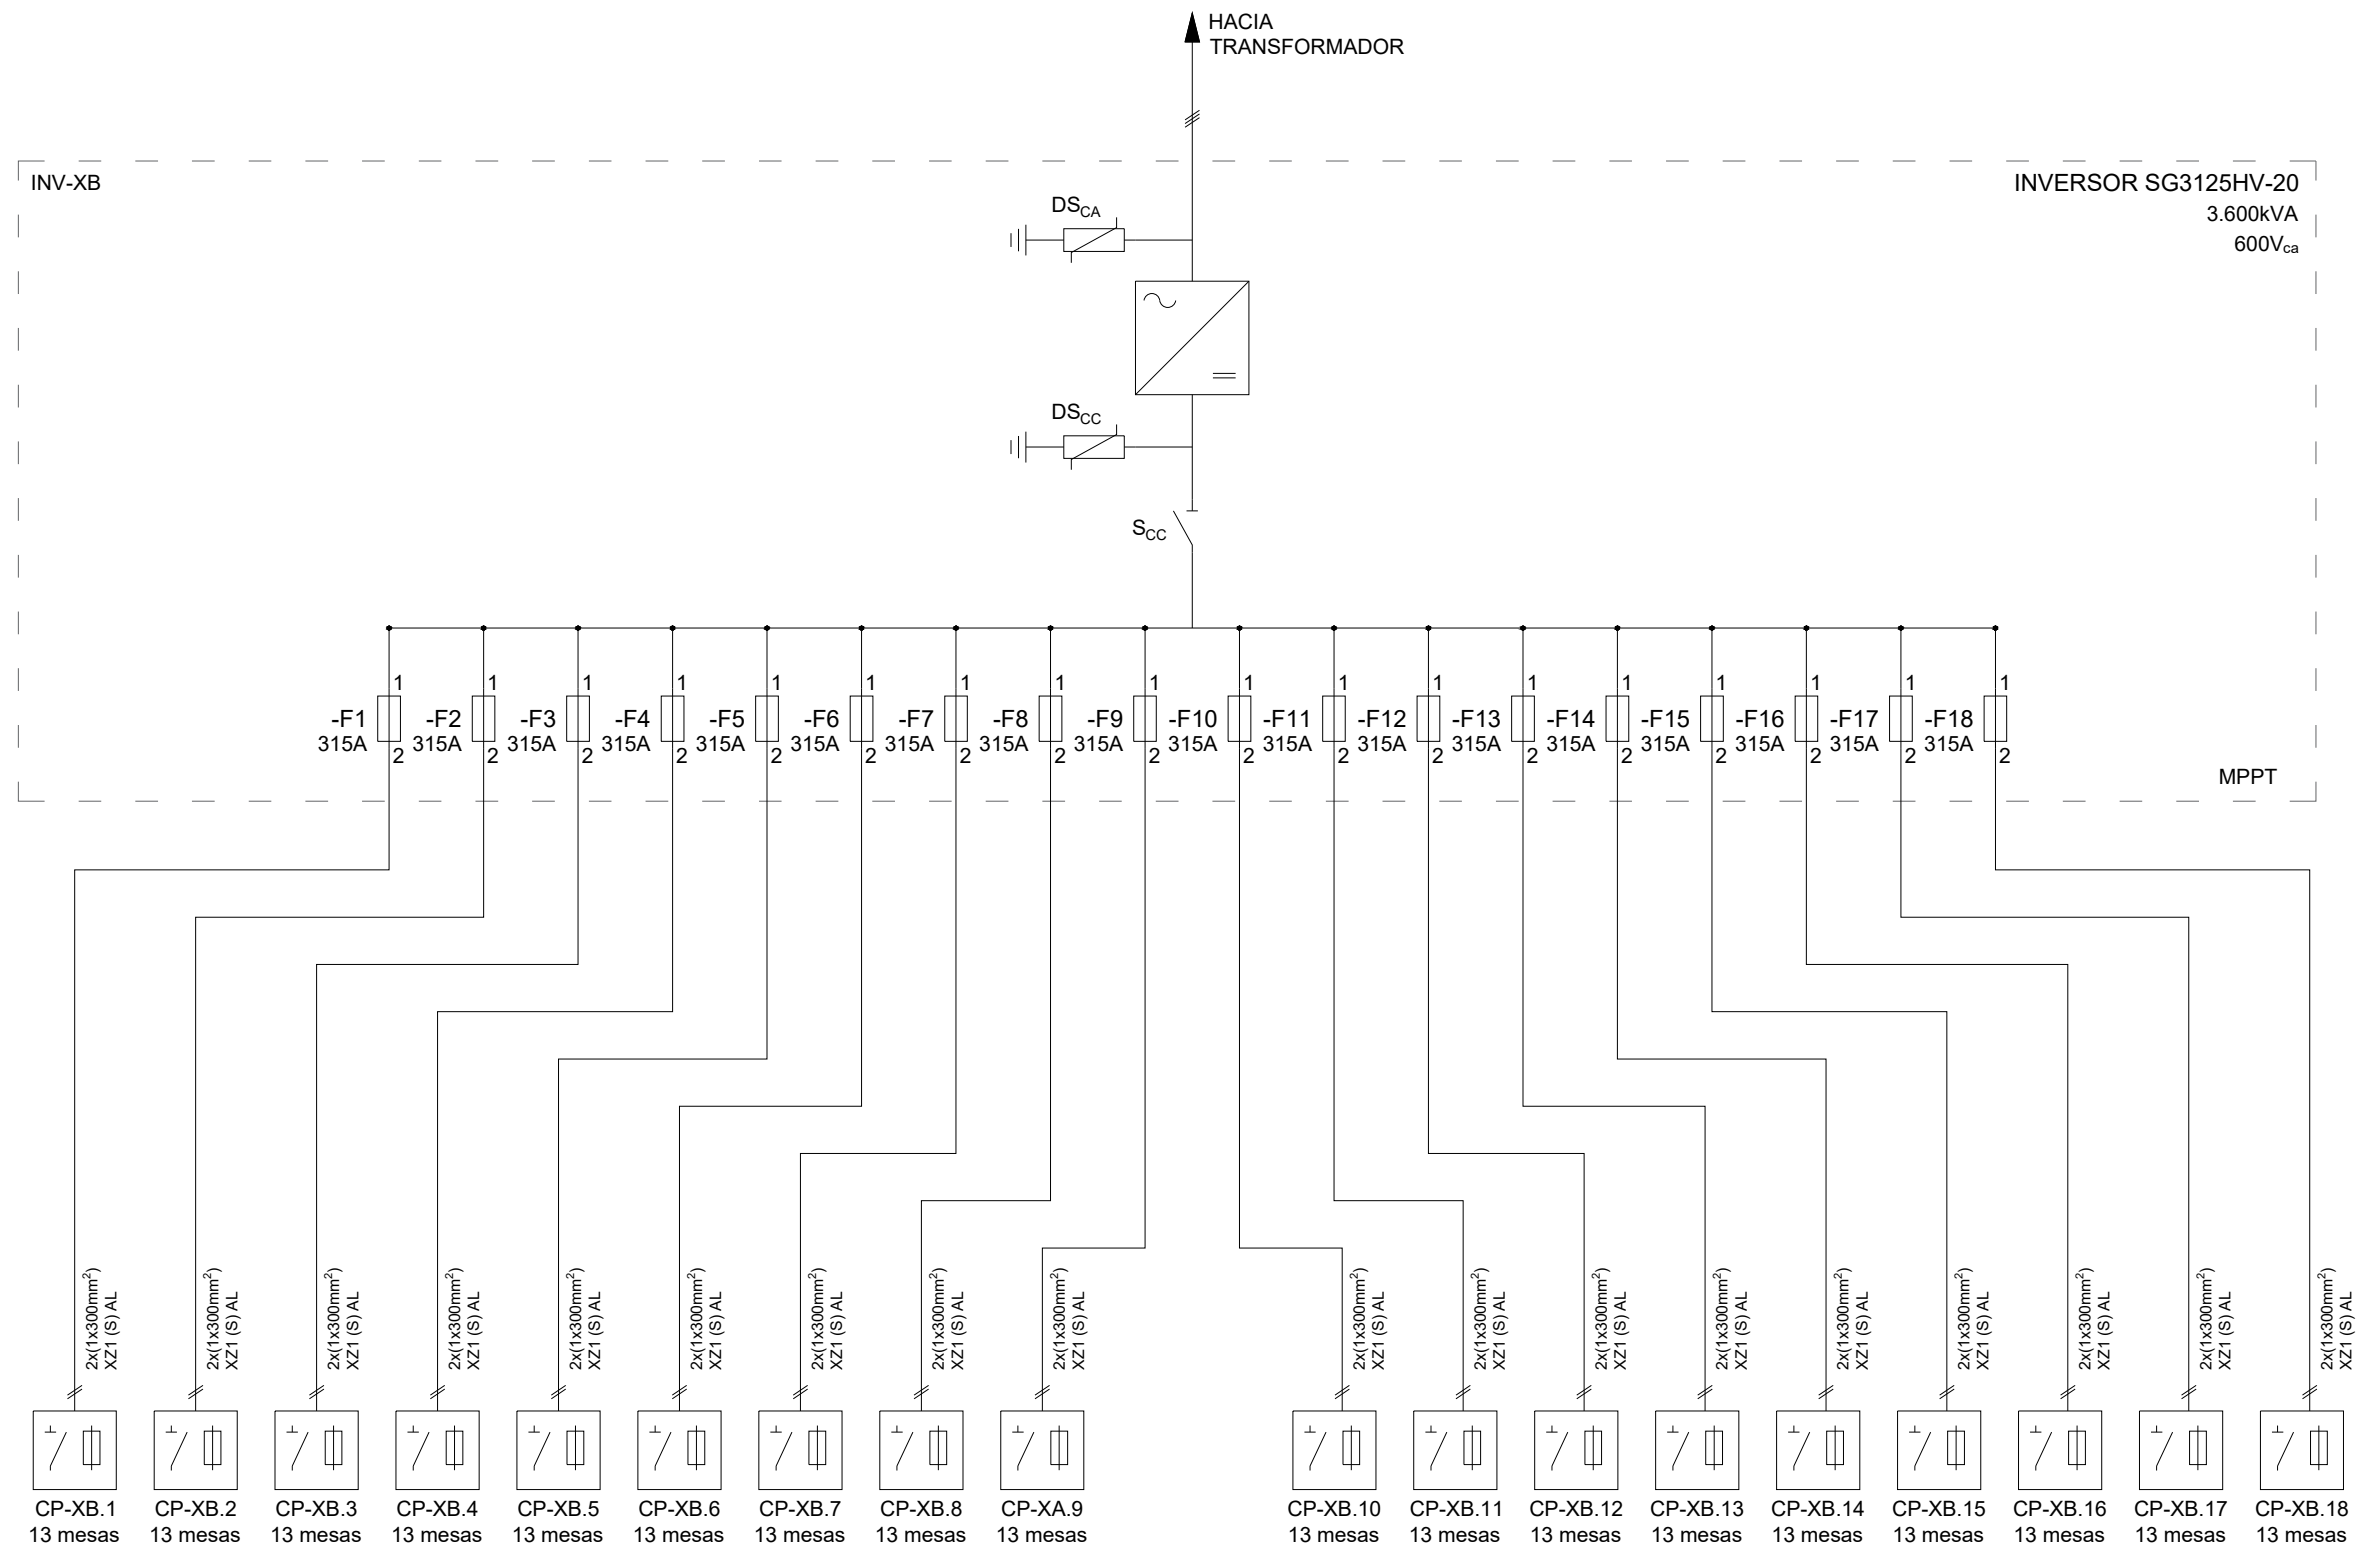 HACIA
TRANSFORMADOR
INV-XB
INVERSOR SG3125HV-20
3.600kVA
600Vca
DSCA
DSCC
SCC
1 1 1 1 1 1 1 1 1 1 1 1 1 1 1 1 1 1
-F1 -F2 -F3 -F4 -F5 -F6 -F7 -F8 -F9 -F10 -F11 -F12 -F13 -F14 -F15 -F16 -F17 -F18
315A 315A 315A 315A 315A 315A 315A 315A 315A 315A 315A 315A 315A 315A 315A 315A 315A 315A
2 2 2 2 2 2 2 2 2 2 2 2 2 2 2 2 2 2
MPPT
2x(1x300mm²)
XZ1 (S) AL
2x(1x300mm²)
XZ1 (S) AL
2x(1x300mm²)
XZ1 (S) AL
2x(1x300mm²)
XZ1 (S) AL
2x(1x300mm²)
XZ1 (S) AL
2x(1x300mm²)
XZ1 (S) AL
2x(1x300mm²)
XZ1 (S) AL
2x(1x300mm²)
XZ1 (S) AL
2x(1x300mm²)
XZ1 (S) AL
2x(1x300mm²)
XZ1 (S) AL
2x(1x300mm²)
XZ1 (S) AL
2x(1x300mm²)
XZ1 (S) AL
2x(1x300mm²)
XZ1 (S) AL
2x(1x300mm²)
XZ1 (S) AL
2x(1x300mm²)
XZ1 (S) AL
2x(1x300mm²)
XZ1 (S) AL
2x(1x300mm²)
XZ1 (S) AL
2x(1x300mm²)
XZ1 (S) AL
CP-XB.1 CP-XB.2 CP-XB.3 CP-XB.4 CP-XB.5 CP-XB.6 CP-XB.7 CP-XB.8 CP-XA.9 CP-XB.10 CP-XB.11 CP-XB.12 CP-XB.13 CP-XB.14 CP-XB.15 CP-XB.16 CP-XB.17 CP-XB.18
13 mesas 13 mesas 13 mesas 13 mesas 13 mesas 13 mesas 13 mesas 13 mesas 13 mesas 13 mesas 13 mesas 13 mesas 13 mesas 13 mesas 13 mesas 13 mesas 13 mesas 13 mesas